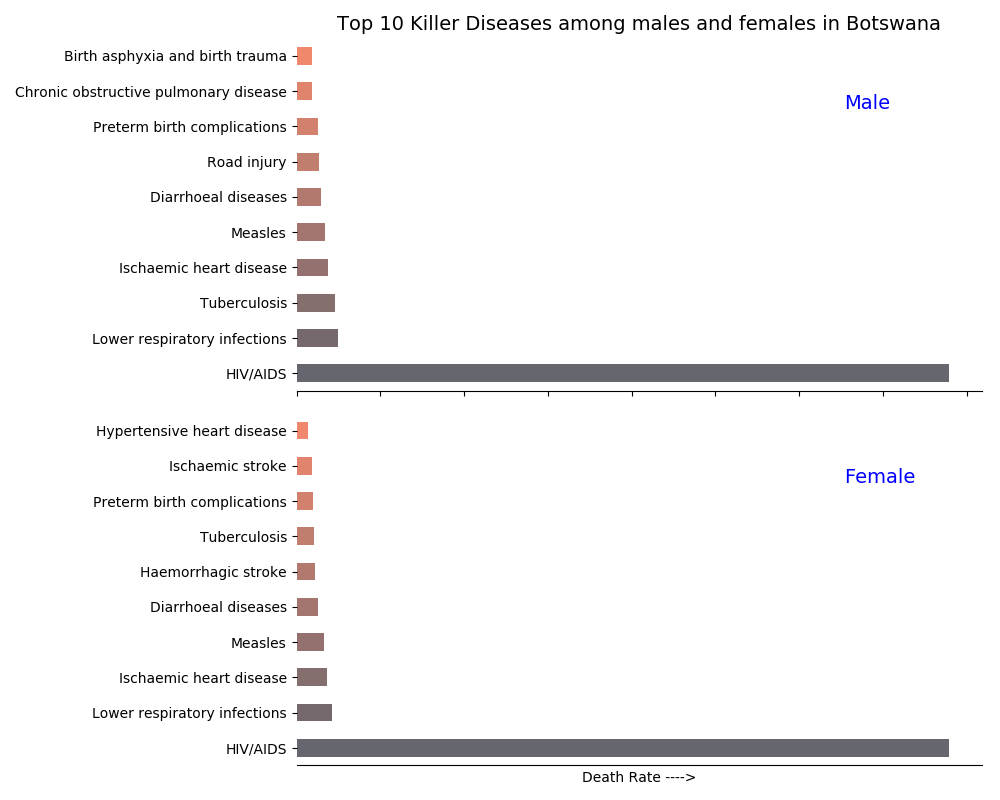 Top 10 Killer Diseases among males and females in Botswana
Birth asphyxia and birth trauma
Chronic obstructive pulmonary disease
Male
Preterm birth complications
Road injury
Diarrhoeal diseases
Measles
Ischaemic heart disease
Tuberculosis
Lower respiratory infections
HIV/AIDS
Hypertensive heart disease
Ischaemic stroke
Female
Preterm birth complications
Tuberculosis
Haemorrhagic stroke
Diarrhoeal diseases
Measles
Ischaemic heart disease
Lower respiratory infections
HIV/AIDS
Death Rate ---->